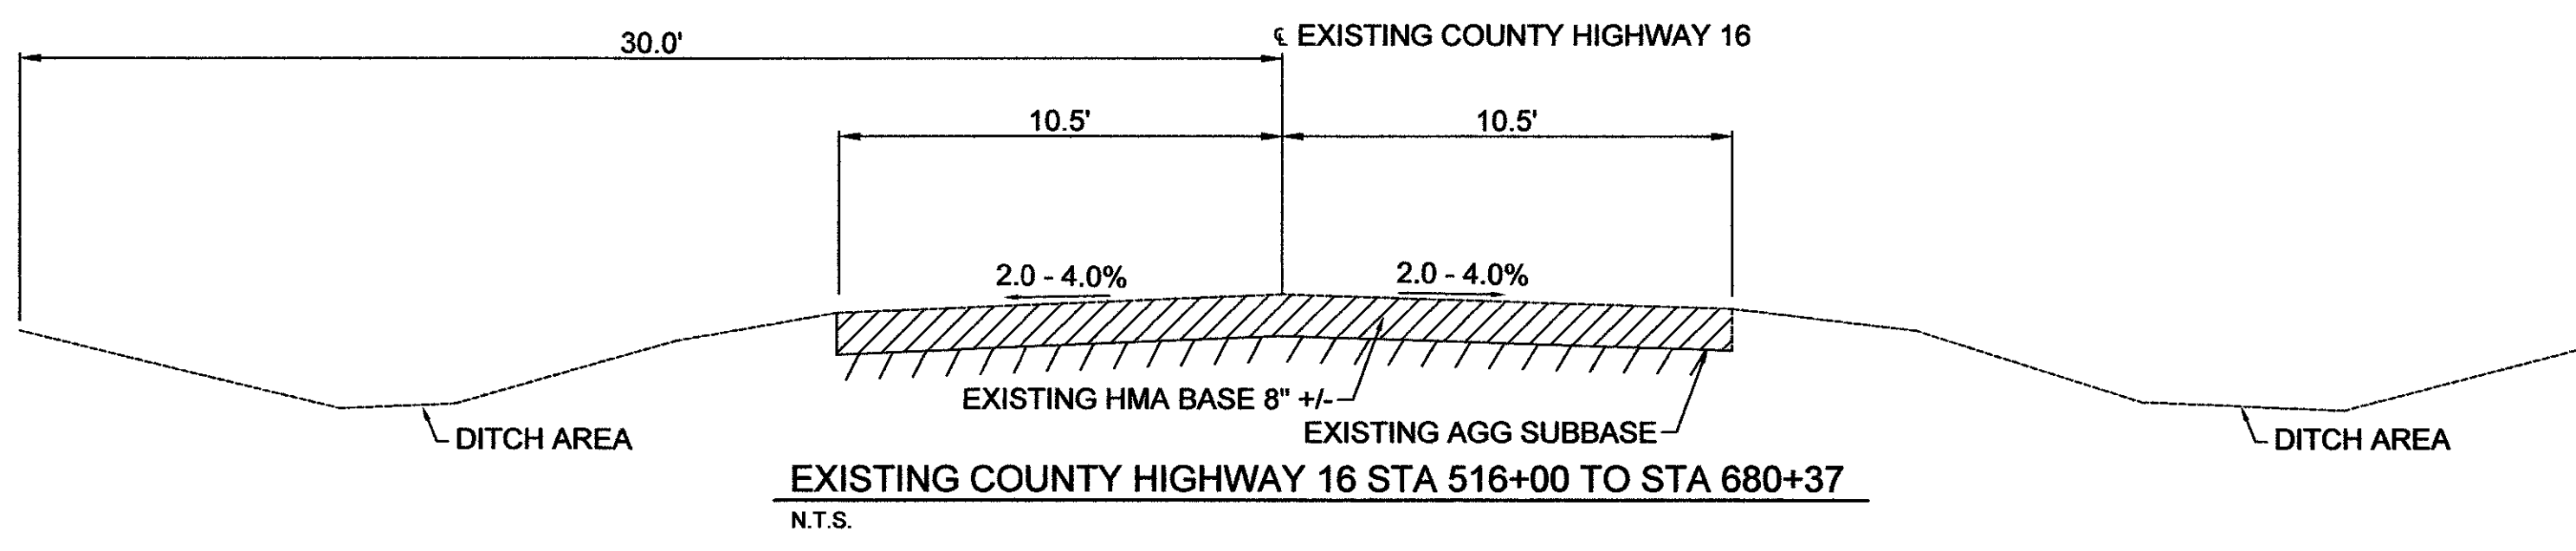 30.0'
℄ EXISTING COUNTY HIGHWAY 16
10.5'
10.5'
2.0 - 4.0%
2.0 - 4.0%
EXISTING HMA BASE 8" +/-
EXISTING AGG SUBBASE
DITCH AREA
DITCH AREA
EXISTING COUNTY HIGHWAY 16 STA 516+00 TO STA 680+37
N.T.S.